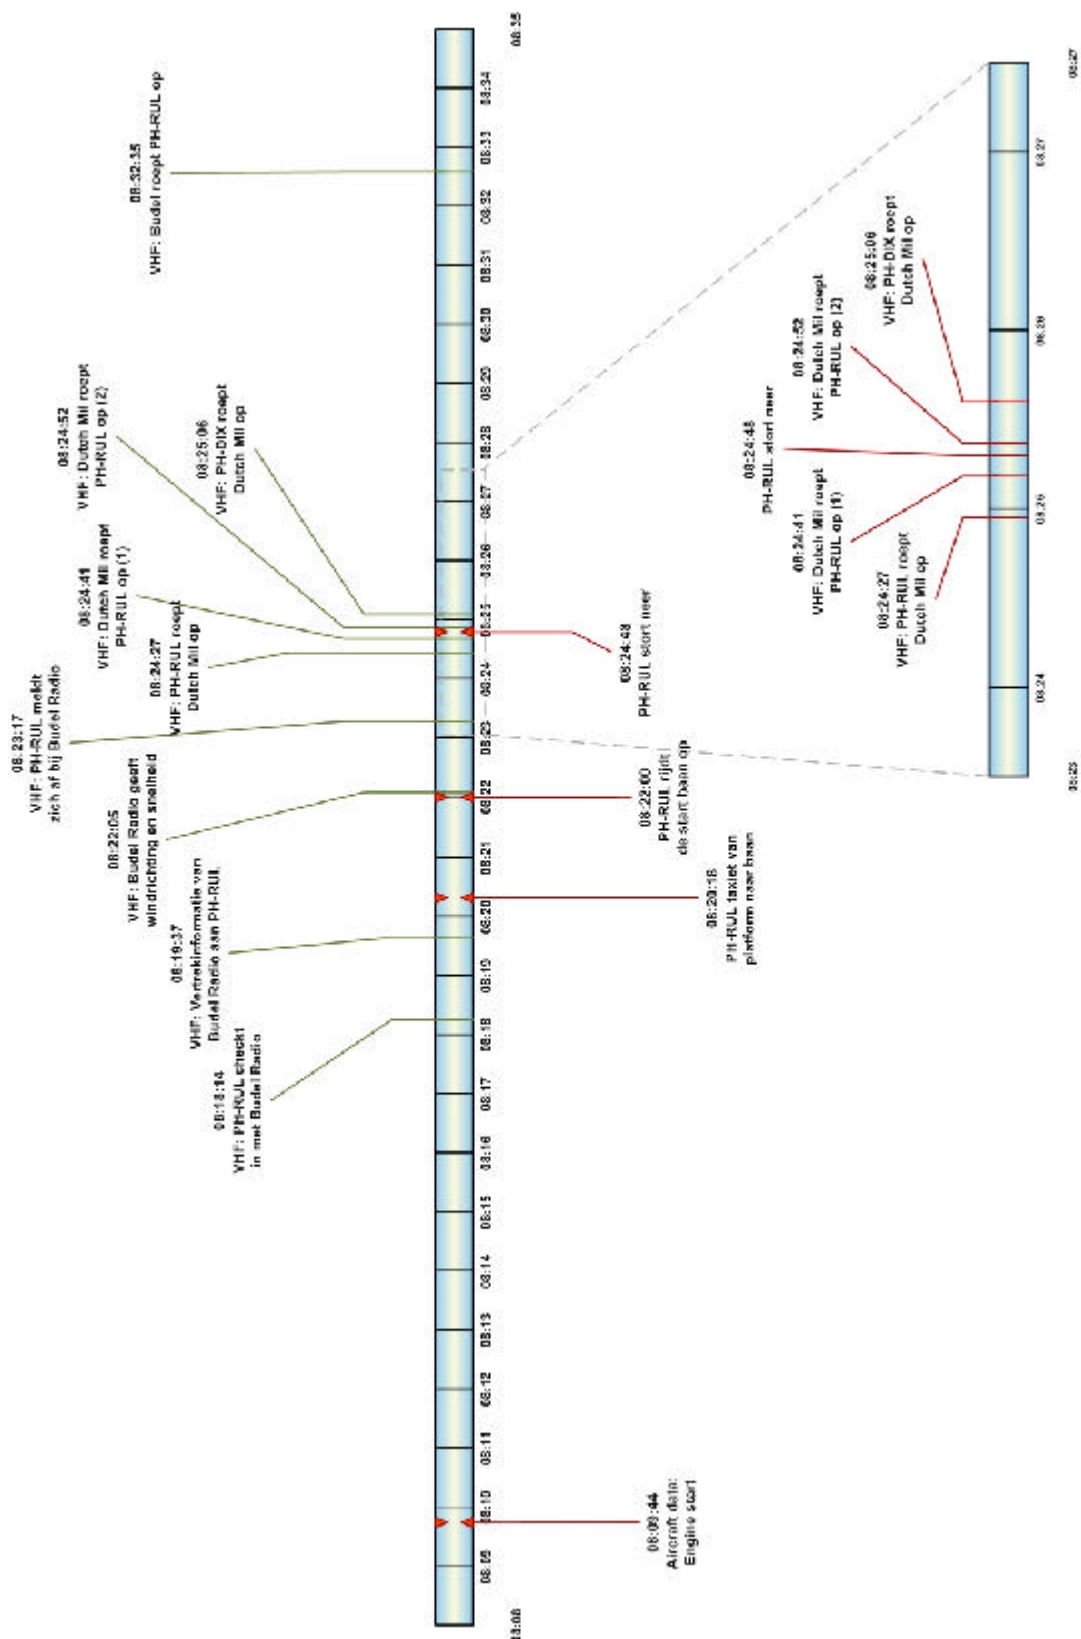 08:23:17
VHF: PH-RUL meldt
zich af bij Budel Radio
08:24:52
VHF: Dutch Mil roept
PH-RUL op (2)
08:24:41
VHF: Dutch Mil roept
PH-RUL op (1)
08:32:35
VHF: Budel roept PH-RUL op
08:22:05
VHF: Budel Radio geeft
windrichting en snelheid
08:24:27
VHF: PH-RUL roept
Dutch Mil op
08:19:37
VHF: Vertrekinformatie van
Budel Radio aan PH-RUL
08:25:06
VHF: PH-DIX roept
Dutch Mil op
08:18:14
VHF: PH-RUL checkt
in met Budel Radio
08:08
08:09
08:10
08:11
08:12
08:13
08:14
08:15
08:16
08:17
08:18
08:19
08:20
08:21
08:22
08:23
08:24
08:25
08:26
08:27
08:28
08:29
08:30
08:31
08:32
08:33
08:34
08:35
08:09:44
Aircraft data:
Engine start
08:20:18
PH-RUL taxiet van
platform naar baan
08:22:00
PH-RUL rijdt
de start baan op
08:24:48
PH-RUL stort neer
08:24:27
VHF: PH-RUL roept
Dutch Mil op
08:24:41
VHF: Dutch Mil roept
PH-RUL op (1)
08:24:48
PH-RUL stort neer
08:24:52
VHF: Dutch Mil roept
PH-RUL op (2)
08:25:06
VHF: PH-DIX roept
Dutch Mil op
08:24
08:26
08:27
08:27